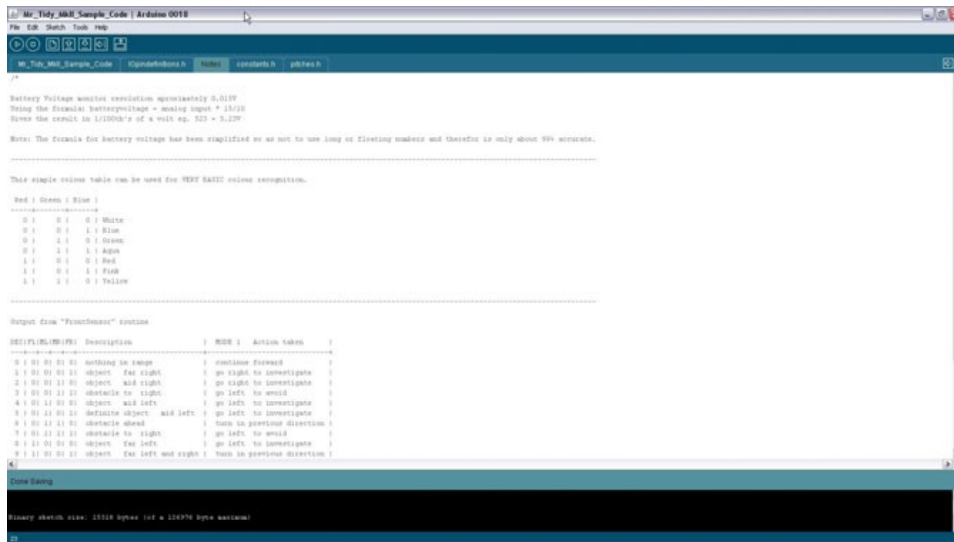 Mr_Tidy_MkII_Sample_Code | Arduino 0018
File Edit Sketch Tools Help
Mr_Tidy_MkII_Sample_Code IOpindefinitions.h Notes constants.h pitches.h
/*
Battery Voltage monitor resolution aproximately 0.015V
Using the formula: batteryvoltage = analog input * 15/10
Gives the result in 1/100th's of a volt eg. 523 = 5.23V
Note: The formula for battery voltage has been simplified so as not to use long or floating numbers and therefor is only about 99% accurate.
This simple colour table can be used for VERY BASIC colour recognition.
Red | Green | Blue |
-----+-------+------+
0 | 0 | 0 | White
0 | 0 | 1 | Blue
0 | 1 | 0 | Green
0 | 1 | 1 | Aqua
1 | 0 | 0 | Red
1 | 0 | 1 | Pink
1 | 1 | 0 | Yellow
Output from "FrontSensor" routine
DEC|FL|ML|MR|FR| Description | MODE 1 Action taken |
0 | 0| 0| 0| 0| nothing in range | continue forward |
1 | 0| 0| 0| 1| object far right | go right to investigate |
2 | 0| 0| 1| 0| object mid right | go right to investigate |
3 | 0| 0| 1| 1| obstacle to right | go left to avoid |
4 | 0| 1| 0| 0| object mid left | go left to investigate |
5 | 0| 1| 0| 1| definite object mid left | go left to investigate |
6 | 0| 1| 1| 0| obstacle ahead | turn in previous direction |
7 | 0| 1| 1| 1| obstacle to right | go left to avoid |
8 | 1| 0| 0| 0| object far left | go left to investigate |
9 | 1| 0| 0| 1| object far left and right | turn in previous direction |
Done Saving
Binary sketch size: 15518 bytes (of a 126976 byte maximum)